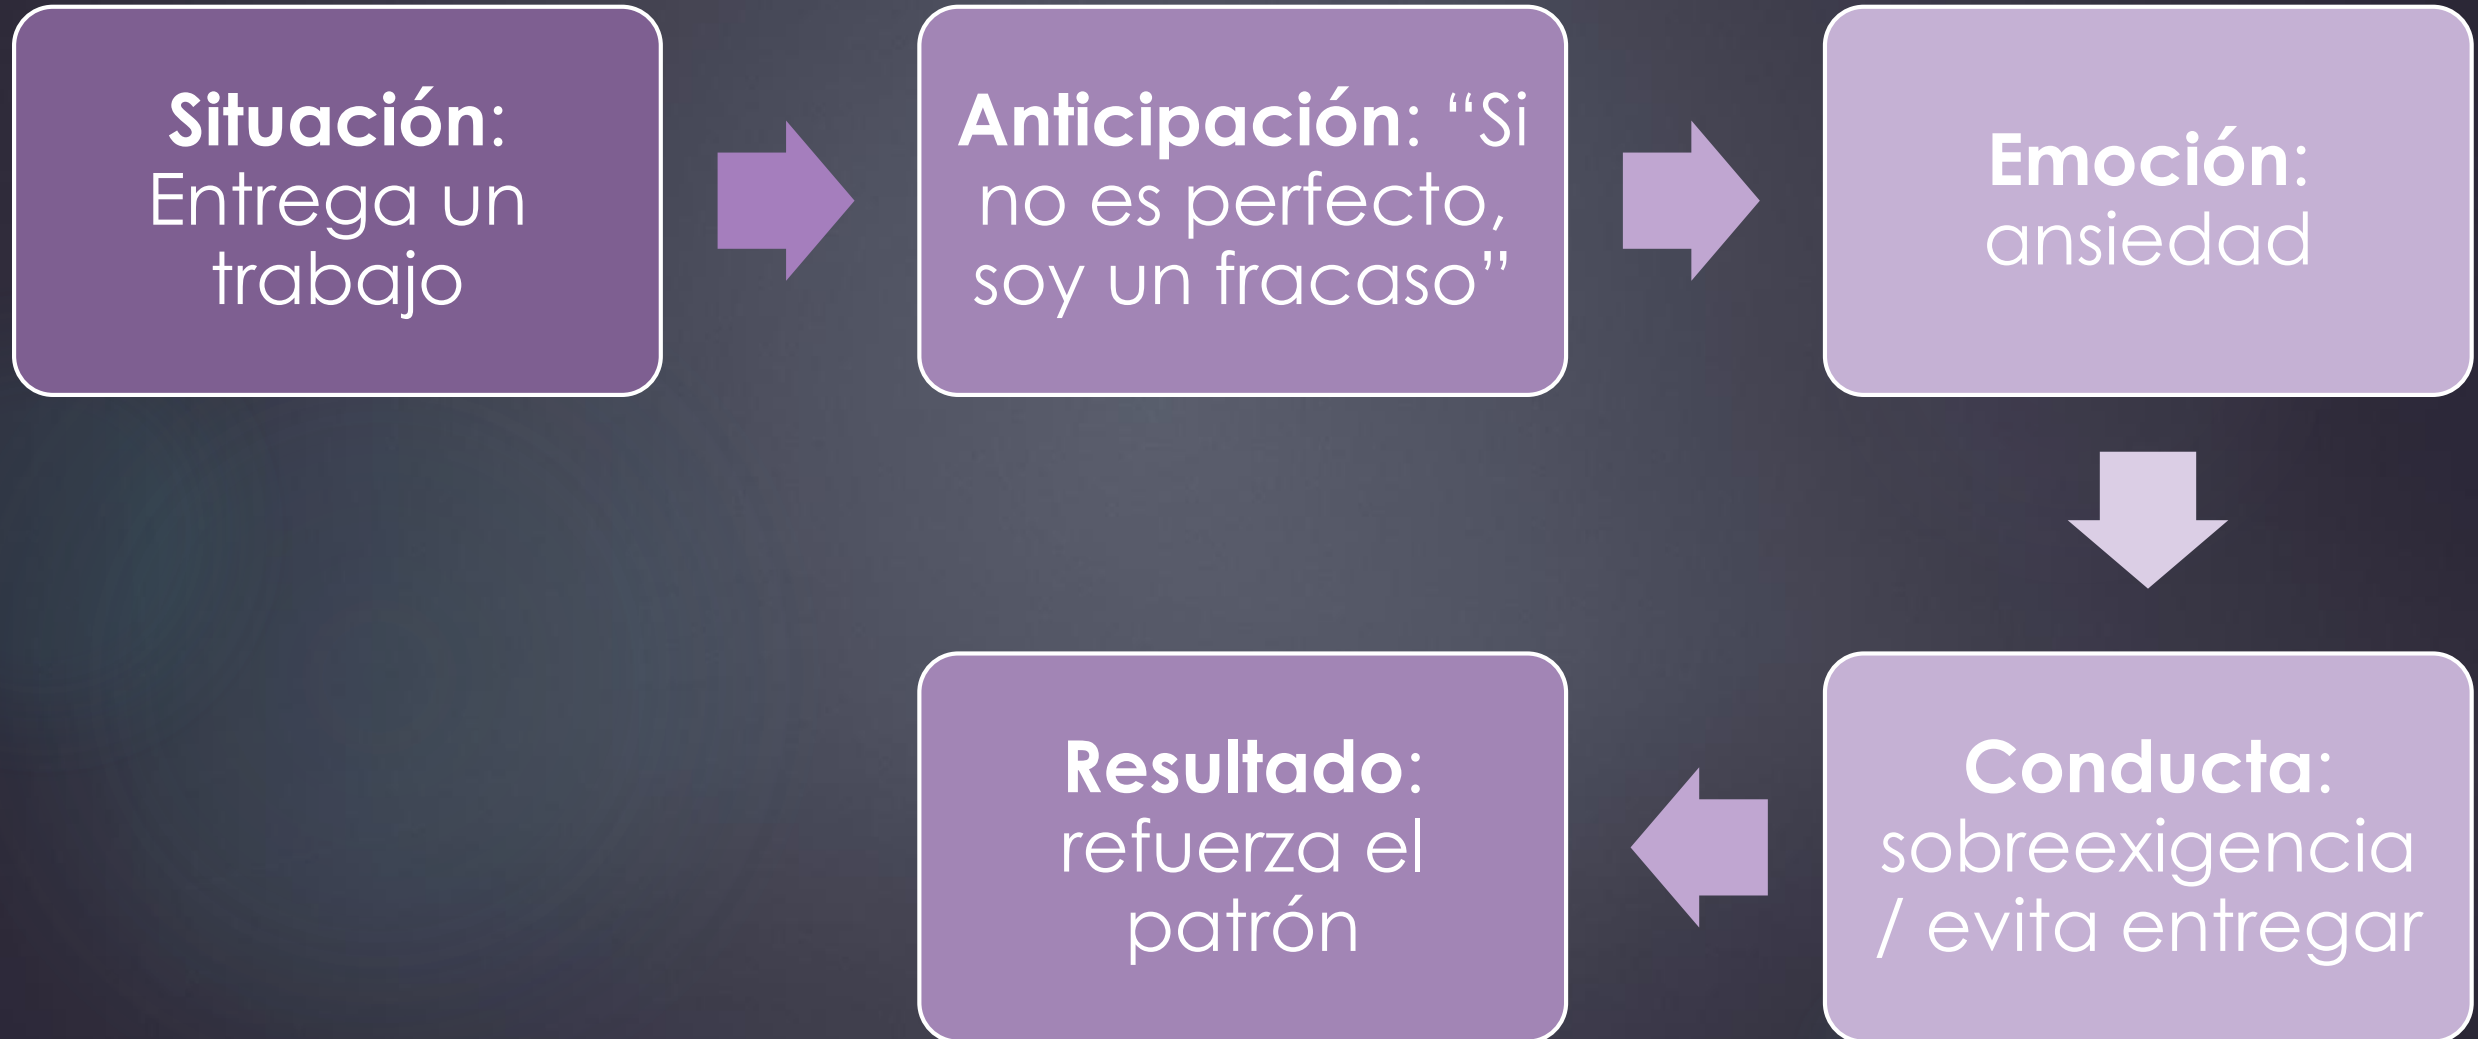 Situación:
Entrega un
trabajo
Anticipación: “Si
no es perfecto,
soy un fracaso”
Emoción:
ansiedad
Conducta:
sobreexigencia
/ evita entregar
Resultado:
refuerza el
patrón